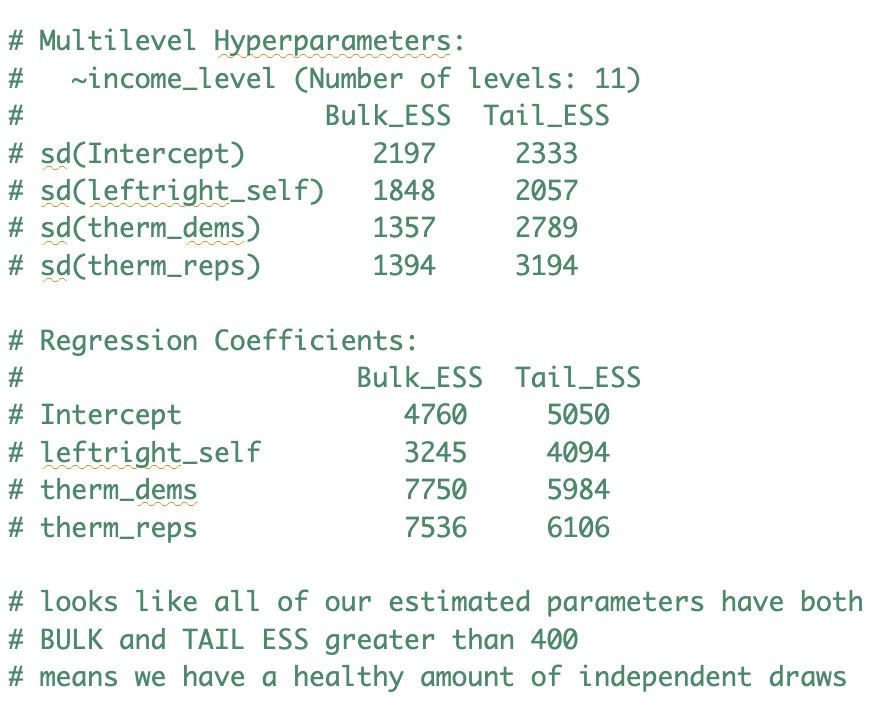 # Multilevel Hyperparameters:
#   ~income_level (Number of levels: 11)
#                   Bulk_ESS  Tail_ESS
# sd(Intercept)        2197     2333
# sd(leftright_self)   1848     2057
# sd(therm_dems)       1357     2789
# sd(therm_reps)       1394     3194

# Regression Coefficients:
#                     Bulk_ESS  Tail_ESS
# Intercept              4760     5050
# leftright_self         3245     4094
# therm_dems             7750     5984
# therm_reps             7536     6106

# looks like all of our estimated parameters have both
# BULK and TAIL ESS greater than 400
# means we have a healthy amount of independent draws